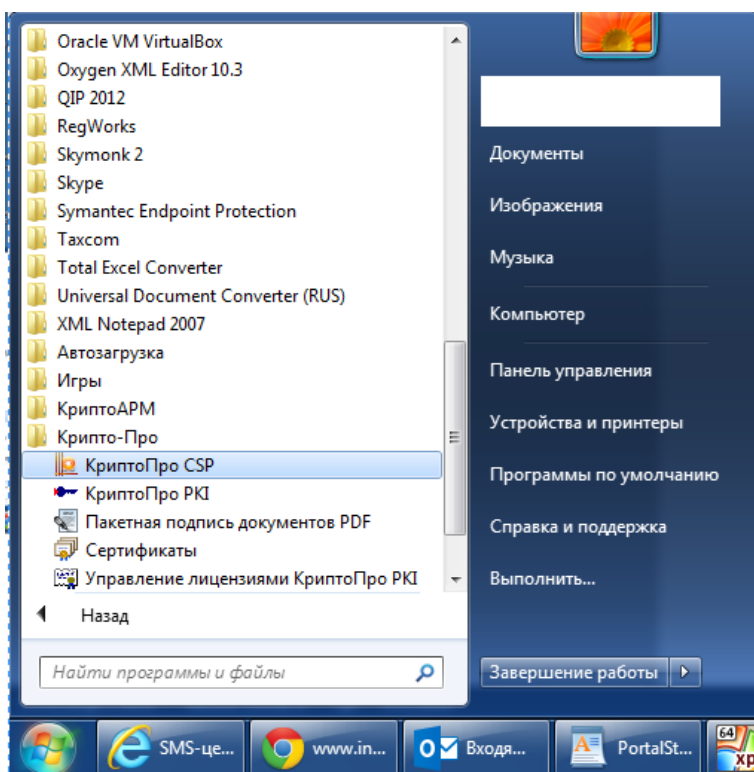 Oracle VM VirtualBox
Oxygen XML Editor 10.3
QIP 2012
RegWorks
Skymonk 2
Skype
Symantec Endpoint Protection
Taxcom
Total Excel Converter
Universal Document Converter (RUS)
XML Notepad 2007
Автозагрузка
Игры
КриптоАРМ
Крипто-Про
КриптоПро CSP
КриптоПро PKI
Пакетная подпись документов PDF
Сертификаты
Управление лицензиями КриптоПро PKI
Назад
Найти программы и файлы
Документы
Изображения
Музыка
Компьютер
Панель управления
Устройства и принтеры
Программы по умолчанию
Справка и поддержка
Выполнить...
Завершение работы
SMS-це...
www.in...
Входя...
PortalSt...
64